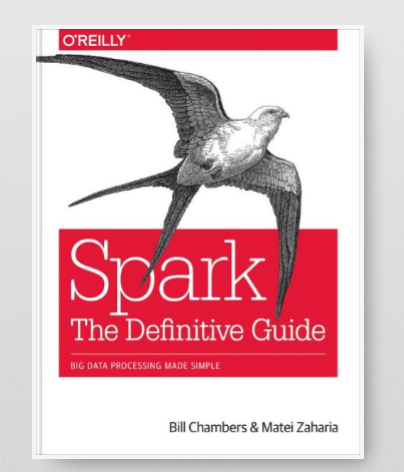 O'REILLY®
Spark
The Definitive Guide
BIG DATA PROCESSING MADE SIMPLE
Bill Chambers & Matei Zaharia